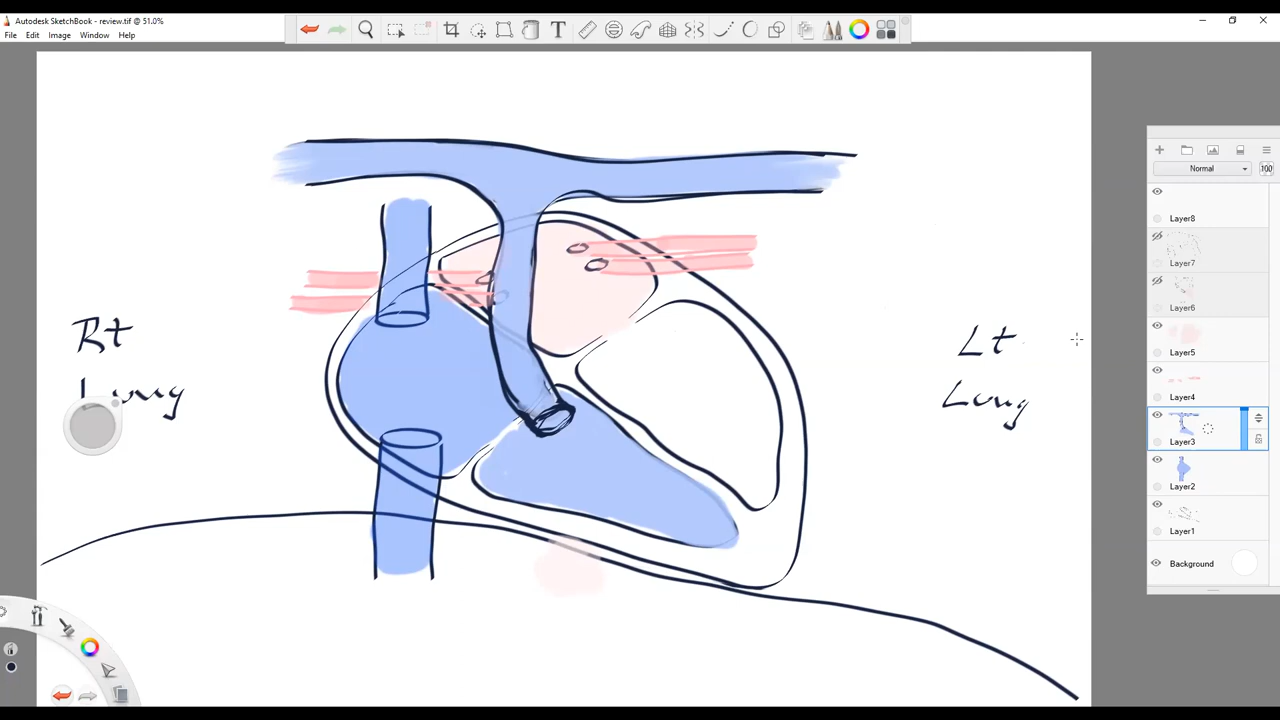 Autodesk SketchBook - review.tif @ 51.0%
File Edit Image Window Help
Normal
100
Layer8
Layer7
Layer6
Layer5
Layer4
Layer3
Layer2
Layer1
Background
Rt
Lung
Lt
Lung